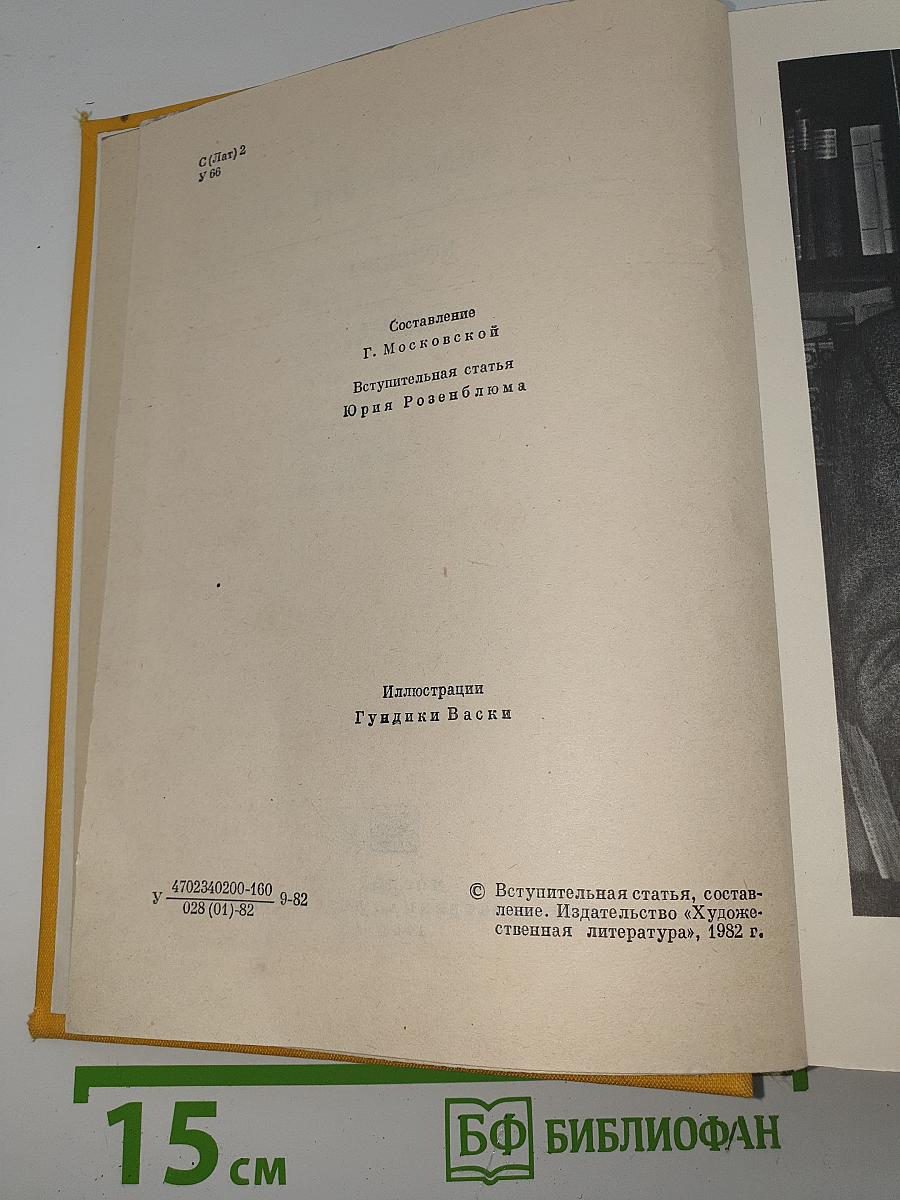 С (Лат) 2
У 66
Составление
Г. Московской
Вступительная статья
Юрия Розенблюма
Иллюстрации
Гундики Васки
У 4702340200-160 9-82
028 (01)-82
© Вступительная статья, состав-
ление. Издательство «Художе-
ственная литература», 1982 г.
15 см
БФ БИБЛИОФАН